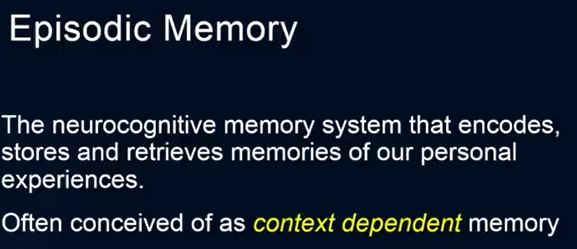 Episodic Memory
The neurocognitive memory system that encodes,
stores and retrieves memories of our personal
experiences.
Often conceived of as context dependent memory